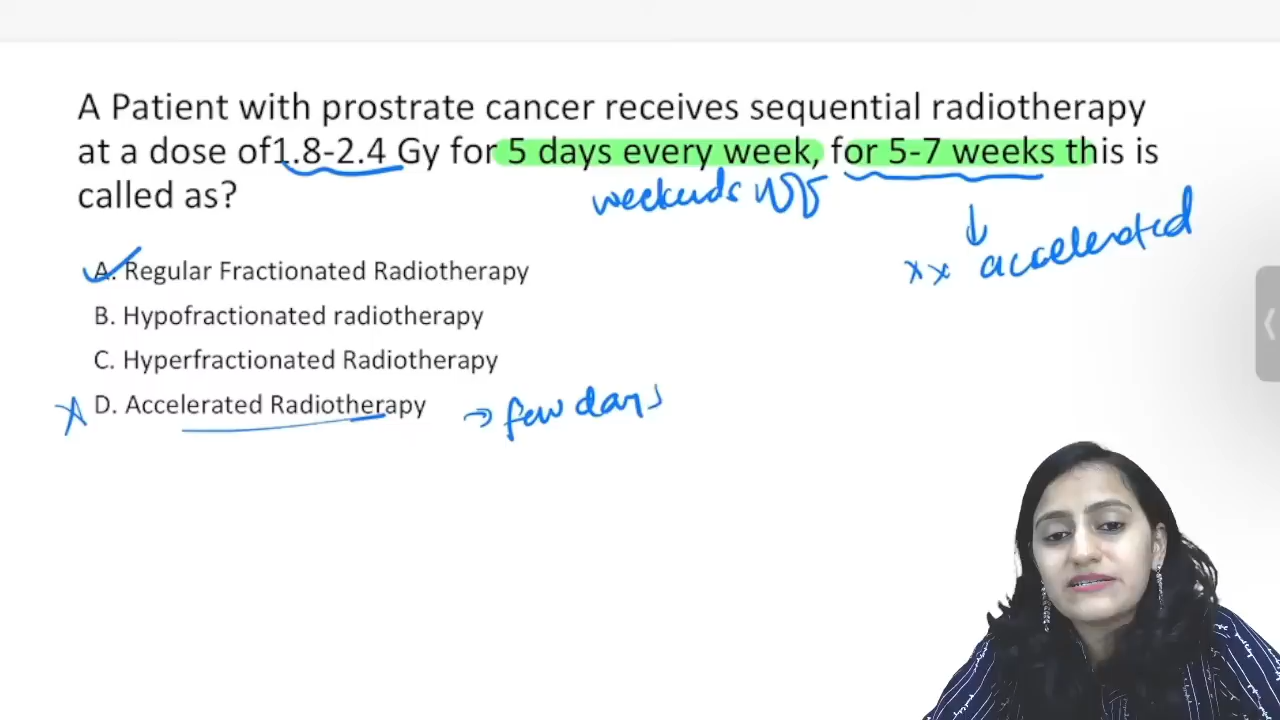 A Patient with prostrate cancer receives sequential radiotherapy
at a dose of1.8-2.4 Gy for 5 days every week, for 5-7 weeks this is
called as?
weekends off
xx accelerated
A. Regular Fractionated Radiotherapy
B. Hypofractionated radiotherapy
C. Hyperfractionated Radiotherapy
D. Accelerated Radiotherapy → few days